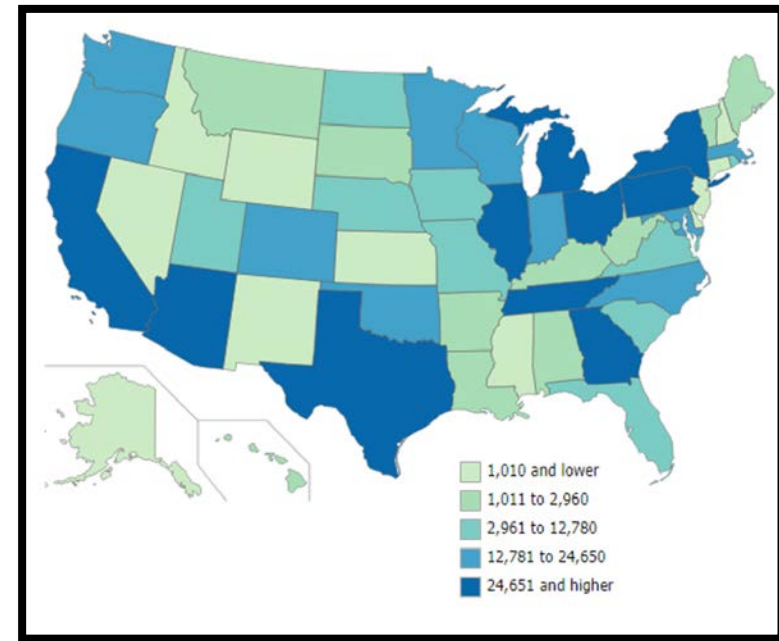 1,010 and lower
1,011 to 2,960
2,961 to 12,780
12,781 to 24,650
24,651 and higher